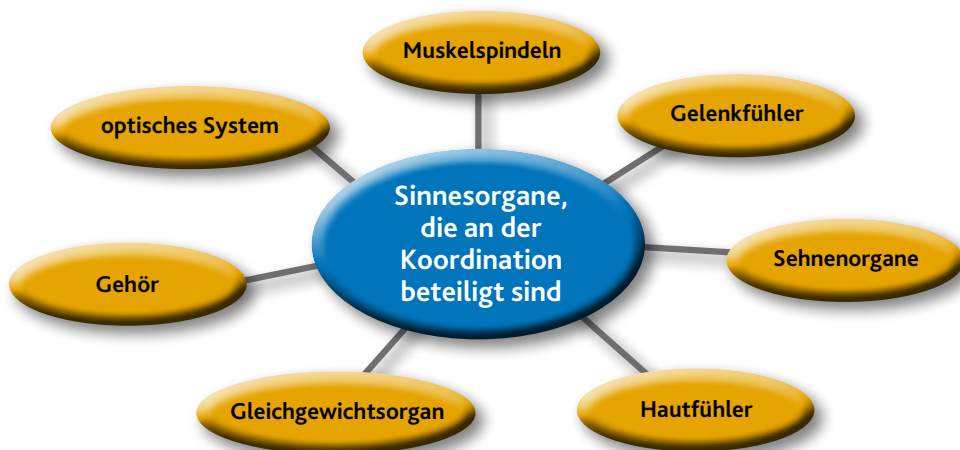 Muskelspindeln
optisches System
Gelenkfühler
Sinnesorgane,
die an der
Koordination
beteiligt sind
Sehnenorgane
Gehör
Gleichgewichtsorgan
Hautfühler